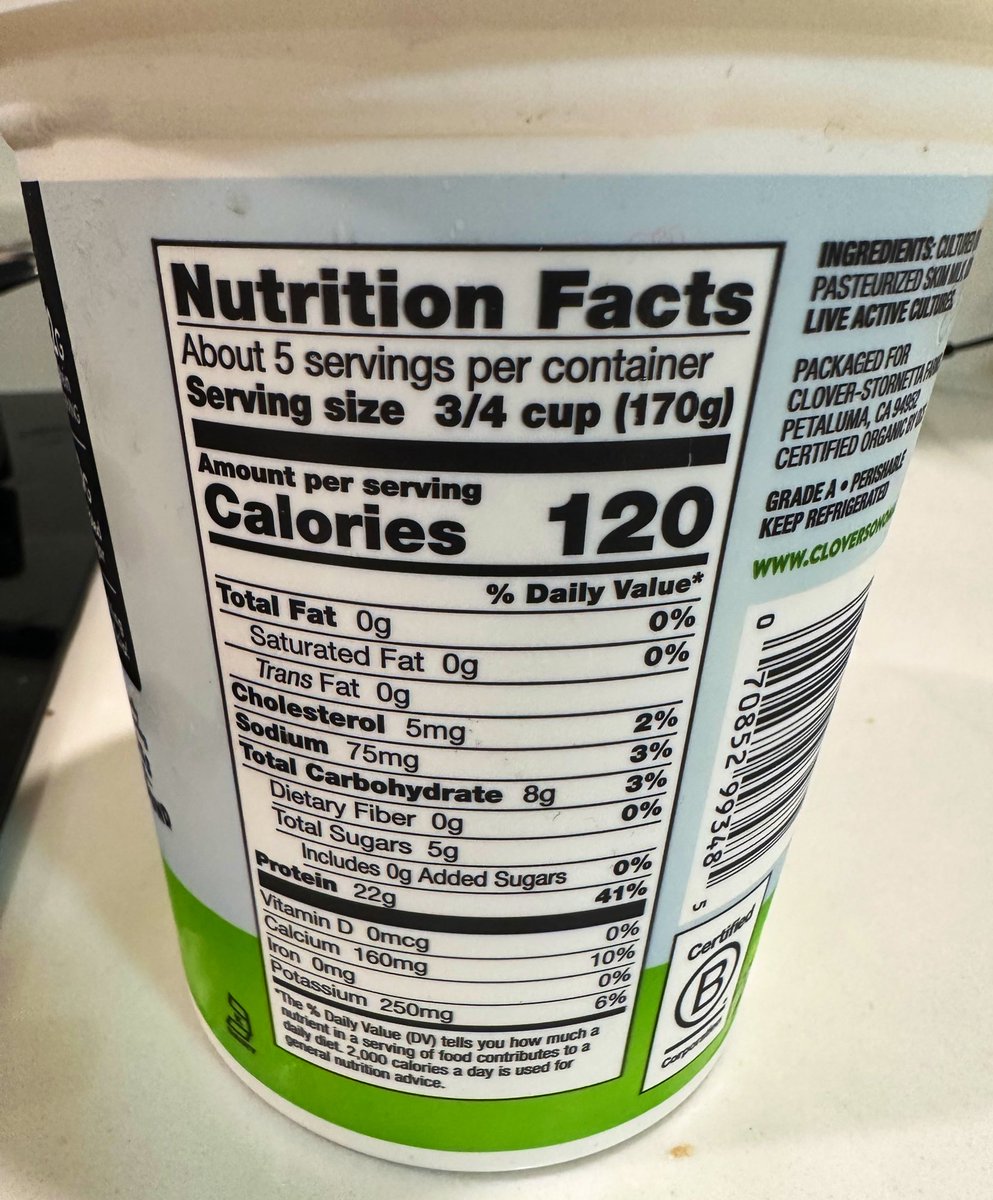 Nutrition Facts
About 5 servings per container
Serving size 3/4 cup (170g)
Amount per serving
Calories 120
% Daily Value*
Total Fat 0g 0%
Saturated Fat 0g 0%
Trans Fat 0g
Cholesterol 5mg 2%
Sodium 75mg 3%
Total Carbohydrate 8g 3%
Dietary Fiber 0g 0%
Total Sugars 5g
Includes 0g Added Sugars 0%
Protein 22g 41%
Vitamin D 0mcg 0%
Calcium 160mg 10%
Iron 0mg 0%
Potassium 250mg 6%
*The % Daily Value (DV) tells you how much a
nutrient in a serving of food contributes to a
daily diet. 2,000 calories a day is used for
general nutrition advice.
INGREDIENTS:
PASTEURIZED SKIM
LIVE ACTIVE CULTURES
PACKAGED FOR
CLOVER-STORNETTA
PETALUMA, CA 94952
CERTIFIED ORGANIC
GRADE A • PERISHABLE
KEEP REFRIGERATED
0 70852 99348 5
Certified
B